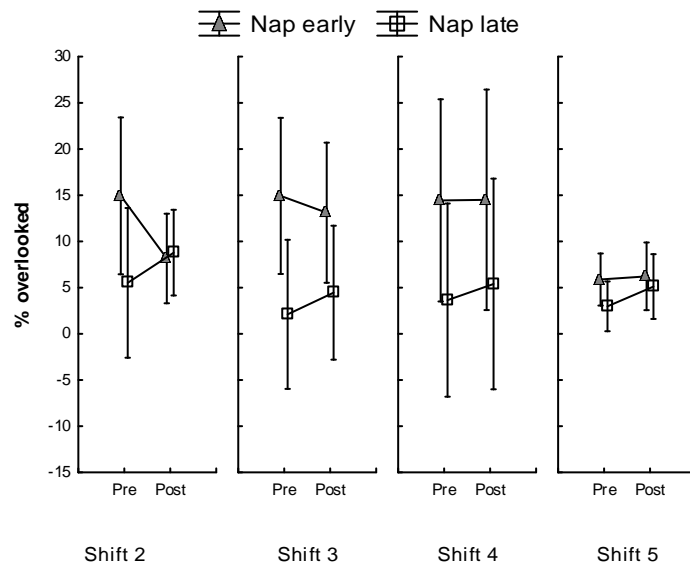 Nap early Nap late
30
25
20
15
10
5
0
-5
-10
-15
% overlooked
Pre Post Pre Post Pre Post Pre Post
Shift 2 Shift 3 Shift 4 Shift 5